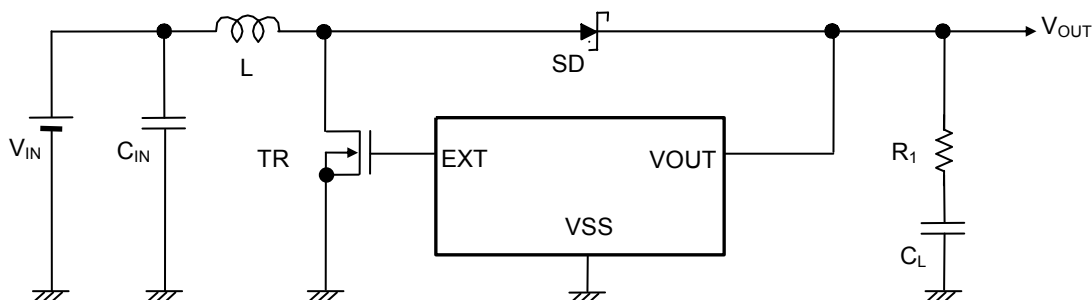 V_OUT
L
SD
V_IN
C_IN
TR
EXT
VOUT
R_1
VSS
C_L